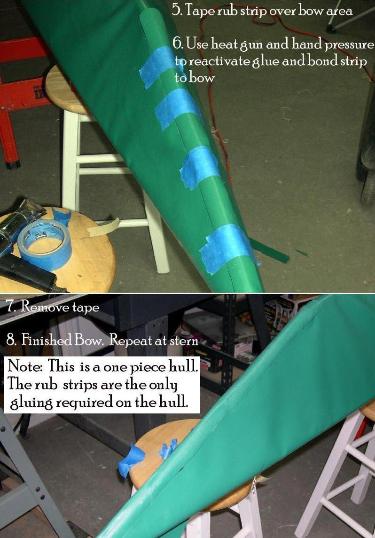 5. Tape rub strip over bow area
6. Use heat gun and hand pressure
to reactivate glue and bond strip
to bow
7. Remove tape
8. Finished Bow. Repeat at stern
Note: This is a one piece hull.
The rub strips are the only
gluing required on the hull.